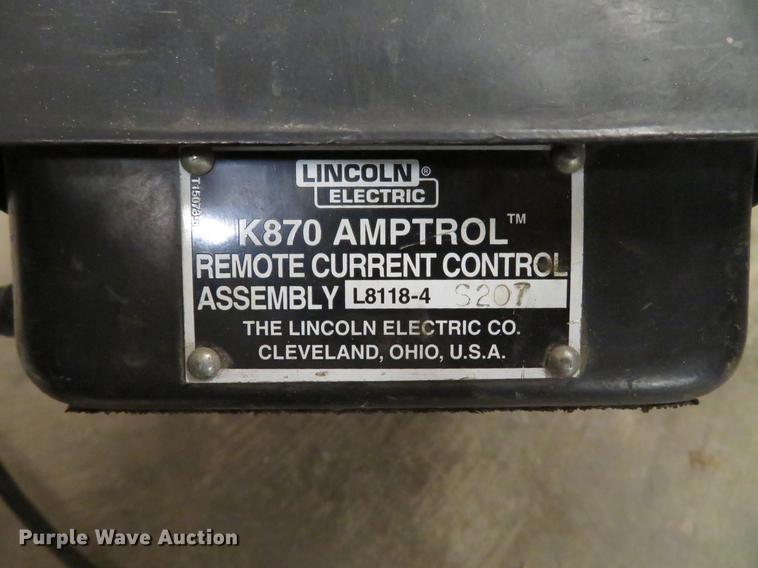 LINCOLN ®
ELECTRIC
K870 AMPTROL™
REMOTE CURRENT CONTROL
ASSEMBLY L8118-4 S207
THE LINCOLN ELECTRIC CO.
CLEVELAND, OHIO, U.S.A.
Purple Wave Auction